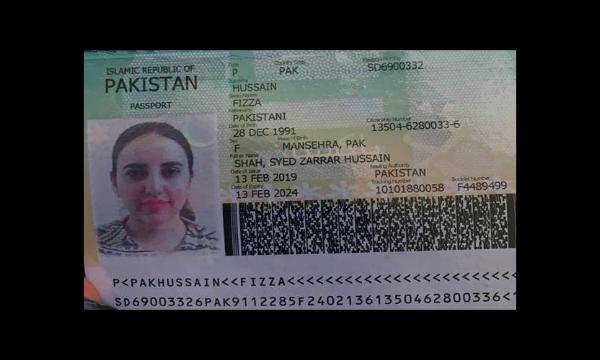 ISLAMIC REPUBLIC OF
PAKISTAN
PASSPORT
Type Country Code Passport Number
P PAK SD6900332
Surname
HUSSAIN
Given Names
FIZZA
Nationality
PAKISTANI
Date of Birth Citizenship Number
28 DEC 1991 13504-6280033-6
Sex Place of Birth
F MANSEHRA, PAK
Father Name
SHAH, SYED ZARRAR HUSSAIN
Date of Issue Issuing Authority
13 FEB 2019 PAKISTAN
Date of Expiry Tracking Number Booklet Number
13 FEB 2024 10101880058 F4489499
P<PAKHUSSAIN<<FIZZA<<<<<<<<<<<<<<<<<<
SD69003326PAK9112285F24021361350462800336<